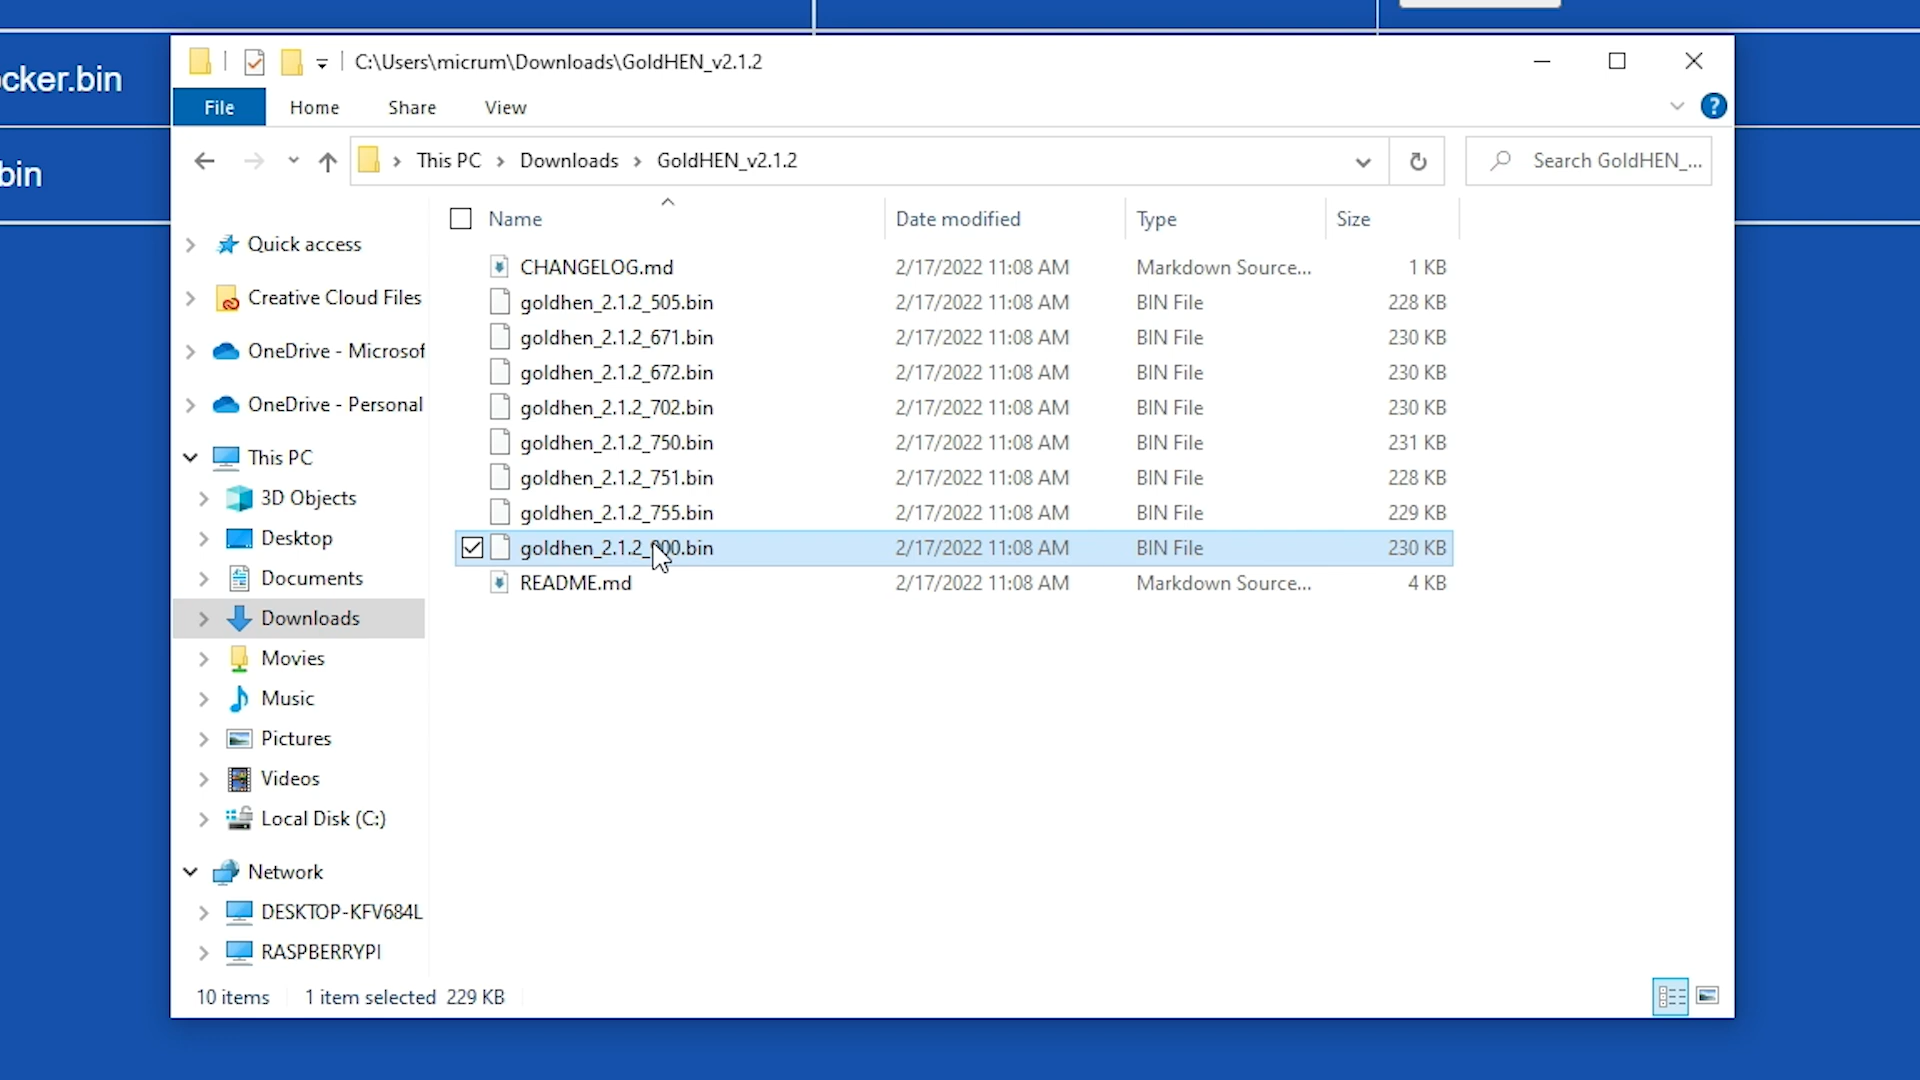 ocker.bin
bin
C:\Users\micrum\Downloads\GoldHEN_v2.1.2
File Home Share View
This PC > Downloads > GoldHEN_v2.1.2
Search GoldHEN_...
Name Date modified Type Size
CHANGELOG.md 2/17/2022 11:08 AM Markdown Source... 1 KB
goldhen_2.1.2_505.bin 2/17/2022 11:08 AM BIN File 228 KB
goldhen_2.1.2_671.bin 2/17/2022 11:08 AM BIN File 230 KB
goldhen_2.1.2_672.bin 2/17/2022 11:08 AM BIN File 230 KB
goldhen_2.1.2_702.bin 2/17/2022 11:08 AM BIN File 230 KB
goldhen_2.1.2_750.bin 2/17/2022 11:08 AM BIN File 231 KB
goldhen_2.1.2_751.bin 2/17/2022 11:08 AM BIN File 228 KB
goldhen_2.1.2_755.bin 2/17/2022 11:08 AM BIN File 229 KB
goldhen_2.1.2_900.bin 2/17/2022 11:08 AM BIN File 230 KB
README.md 2/17/2022 11:08 AM Markdown Source... 4 KB
Quick access
Creative Cloud Files
OneDrive - Microsof
OneDrive - Personal
This PC
3D Objects
Desktop
Documents
Downloads
Movies
Music
Pictures
Videos
Local Disk (C:)
Network
DESKTOP-KFV684L
RASPBERRYPI
10 items 1 item selected 229 KB